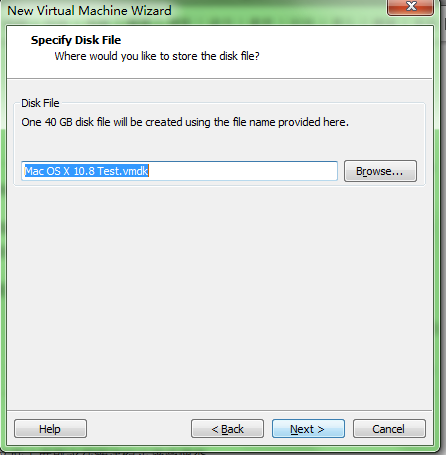 New Virtual Machine Wizard
Specify Disk File
Where would you like to store the disk file?
Disk File
One 40 GB disk file will be created using the file name provided here.
Mac OS X 10.8 Test.vmdk
Browse...
Help
< Back
Next >
Cancel